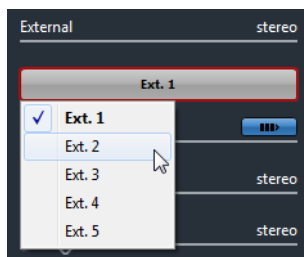 External stereo
Ext. 1
Ext. 1
Ext. 2
Ext. 3
stereo
Ext. 4
Ext. 5
stereo